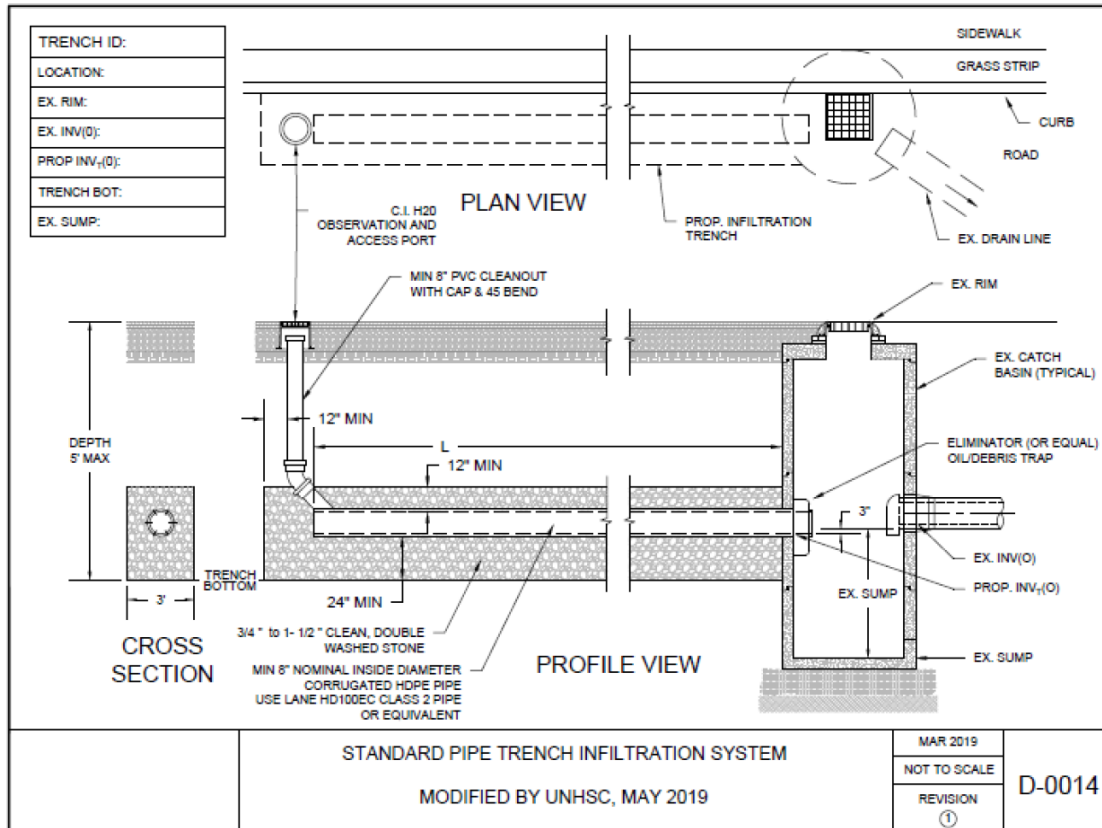 TRENCH ID:
LOCATION:
EX. RIM:
EX. INV(0):
PROP INVT(0):
TRENCH BOT:
EX. SUMP:
SIDEWALK
GRASS STRIP
CURB
ROAD
PLAN VIEW
C.I. H20
OBSERVATION AND
ACCESS PORT
PROP. INFILTRATION
TRENCH
EX. DRAIN LINE
MIN 8" PVC CLEANOUT
WITH CAP & 45 BEND
EX. RIM
EX. CATCH
BASIN (TYPICAL)
12" MIN
DEPTH
5' MAX
L
12" MIN
ELIMINATOR (OR EQUAL)
OIL/DEBRIS TRAP
3"
EX. INV(O)
TRENCH
BOTTOM
PROP. INVT(O)
EX. SUMP
24" MIN
3'
CROSS
SECTION
3/4 " to 1- 1/2 " CLEAN, DOUBLE
WASHED STONE
PROFILE VIEW
EX. SUMP
MIN 8" NOMINAL INSIDE DIAMETER
CORRUGATED HDPE PIPE
USE LANE HD100EC CLASS 2 PIPE
OR EQUIVALENT
STANDARD PIPE TRENCH INFILTRATION SYSTEM
MODIFIED BY UNHSC, MAY 2019
MAR 2019
NOT TO SCALE
REVISION
1
D-0014